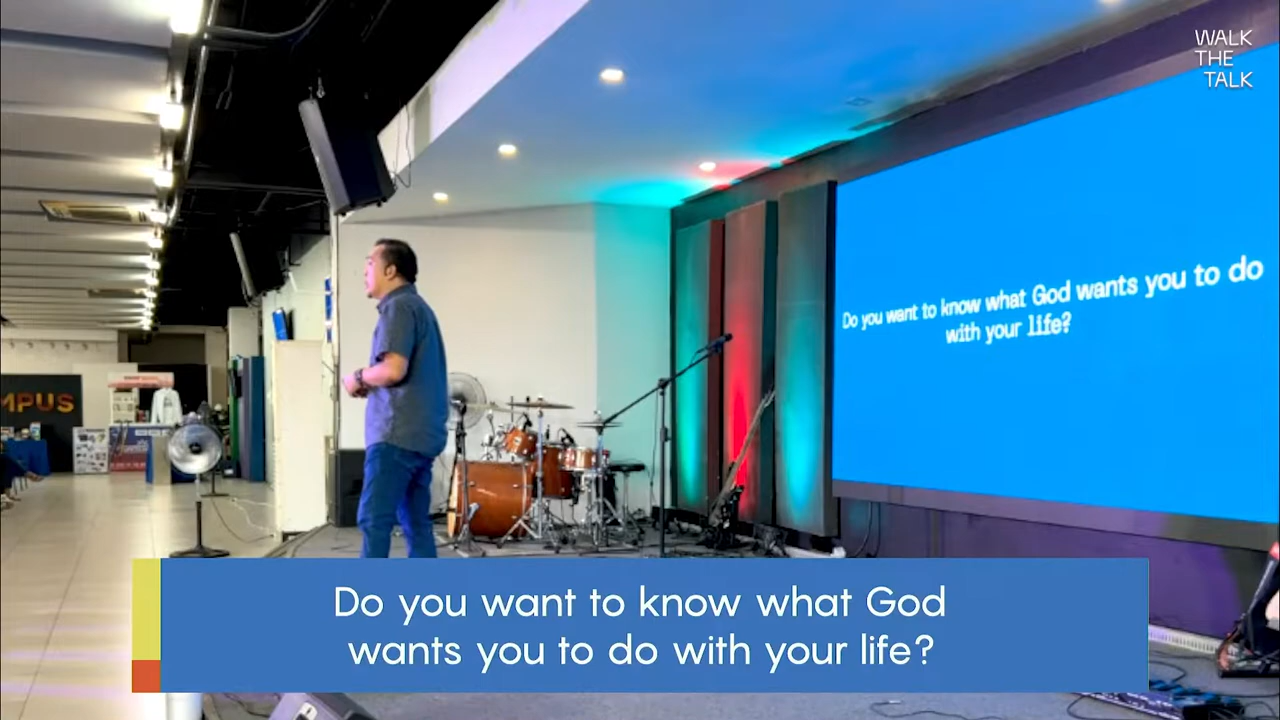 WALK
THE
TALK
Do you want to know what God wants you to do
with your life?
MPUS
Do you want to know what God
wants you to do with your life?